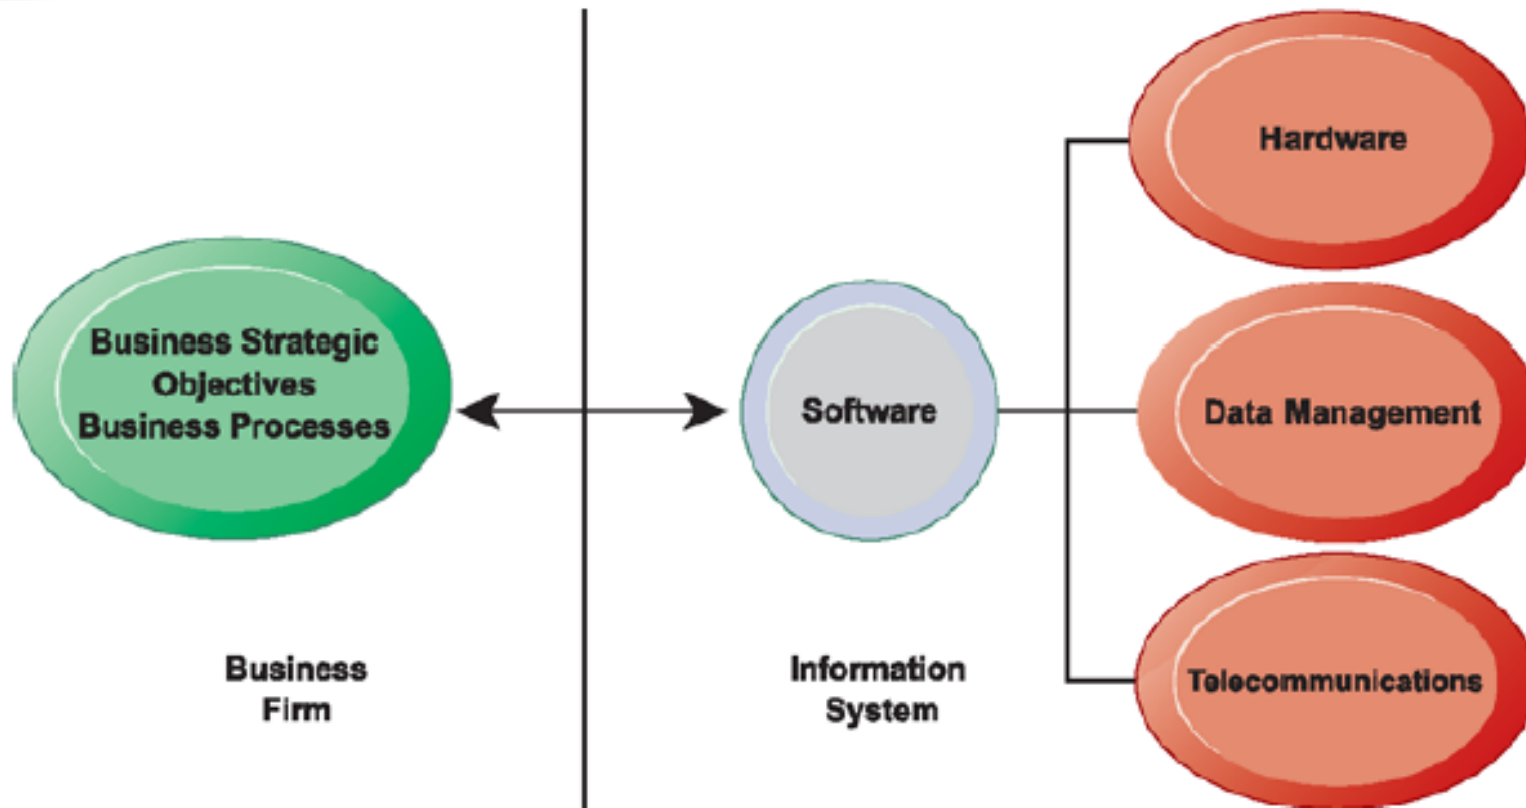 Business Strategic
Objectives
Business Processes
Business
Firm
Software
Information
System
Hardware
Data Management
Telecommunications